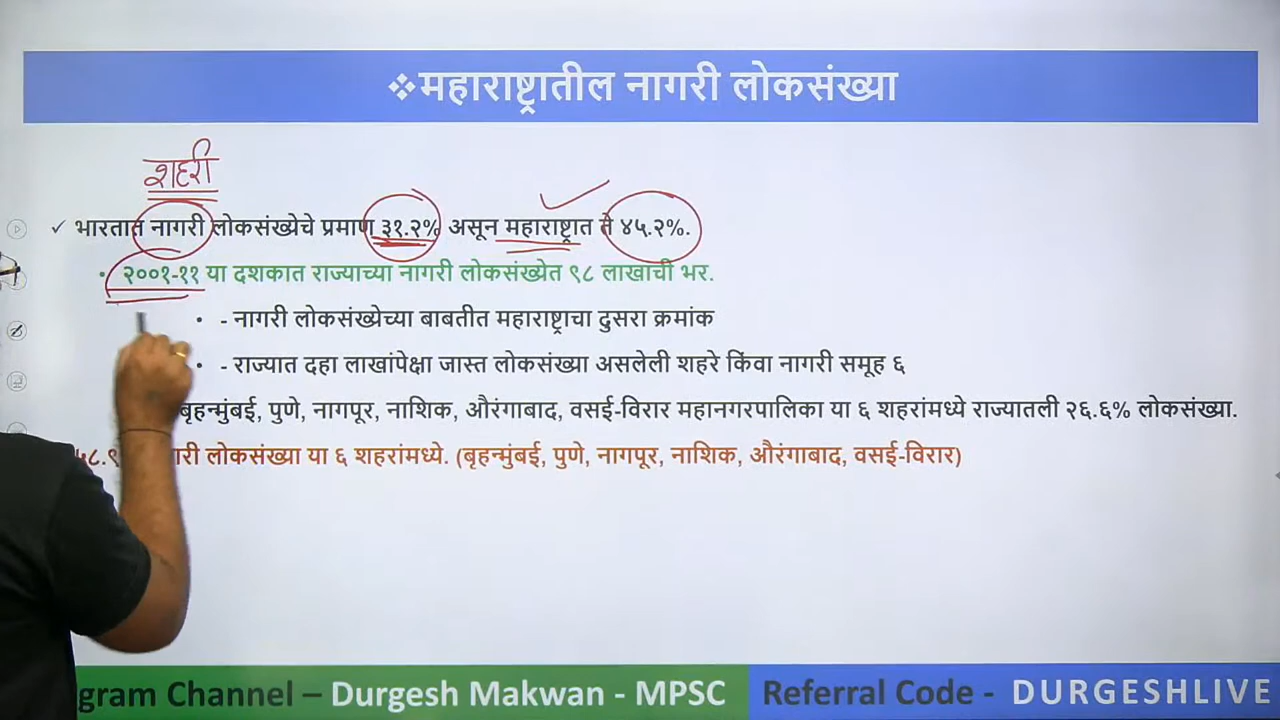 ❖महाराष्ट्रातील नागरी लोकसंख्या
शहरी
✓ भारतात नागरी लोकसंख्येचे प्रमाण ३१.२% असून महाराष्ट्रात ते ४५.२%.
• २००१-११ या दशकात राज्याच्या नागरी लोकसंख्येत ९८ लाखाची भर.
• - नागरी लोकसंख्येच्या बाबतीत महाराष्ट्राचा दुसरा क्रमांक
• - राज्यात दहा लाखांपेक्षा जास्त लोकसंख्या असलेली शहरे किंवा नागरी समूह ६
बृहन्मुंबई, पुणे, नागपूर, नाशिक, औरंगाबाद, वसई-विरार महानगरपालिका या ६ शहरांमध्ये राज्यातली २६.६% लोकसंख्या.
लोकसंख्या या ६ शहरांमध्ये. (बृहन्मुंबई, पुणे, नागपूर, नाशिक, औरंगाबाद, वसई-विरार)
gram Channel – Durgesh Makwan - MPSC
Referral Code - DURGESHLIVE